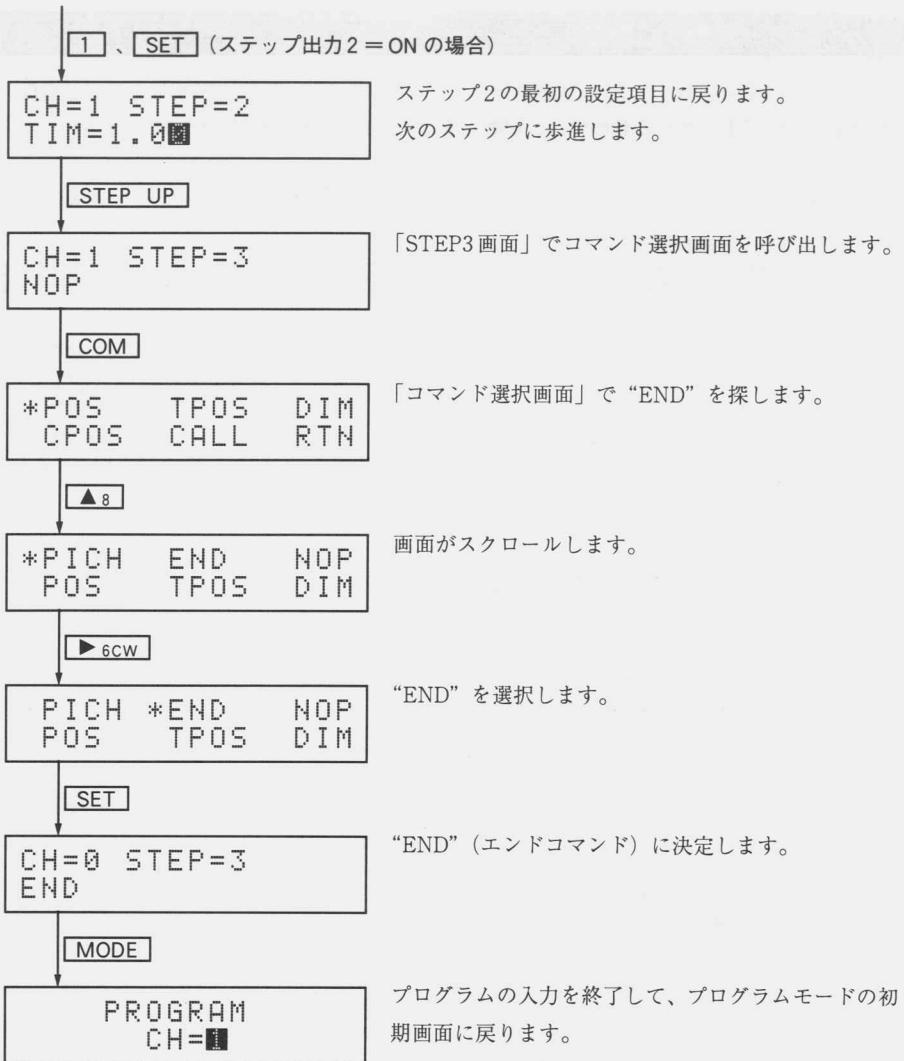 1 、 SET (ステップ出力2=ONの場合)
CH=1 STEP=2
TIM=1.00
ステップ2の最初の設定項目に戻ります。
次のステップに歩進します。
STEP UP
CH=1 STEP=3
NOP
「STEP3画面」でコマンド選択画面を呼び出します。
COM
*POS TPOS DIM
CPOS CALL RTN
「コマンド選択画面」で“END”を探します。
▲8
*PICH END NOP
POS TPOS DIM
画面がスクロールします。
▶6CW
PICH *END NOP
POS TPOS DIM
“END”を選択します。
SET
CH=0 STEP=3
END
“END”(エンドコマンド)に決定します。
MODE
PROGRAM
CH=1
プログラムの入力を終了して、プログラムモードの初
期画面に戻ります。